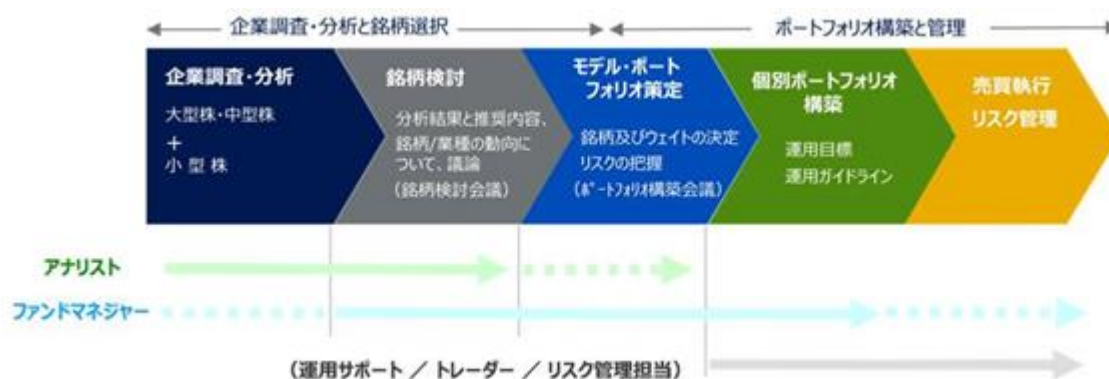 企業調査・分析と銘柄選択
ポートフォリオ構築と管理
企業調査・分析
大型株・中型株
＋
小 型 株
銘柄検討
分析結果と推奨内容、
銘柄/業種の動向に
ついて、議論
(銘柄検討会議)
モデル・ポート
フォリオ策定
銘柄及びウェイトの決定
リスクの把握
(ﾎﾟｰﾄﾌｫﾘｵ構築会議)
個別ポートフォリオ
構築
運用目標
運用ガイドライン
売買執行
リスク管理
アナリスト
ファンドマネジャー
(運用サポート ／ トレーダー ／ リスク管理担当)